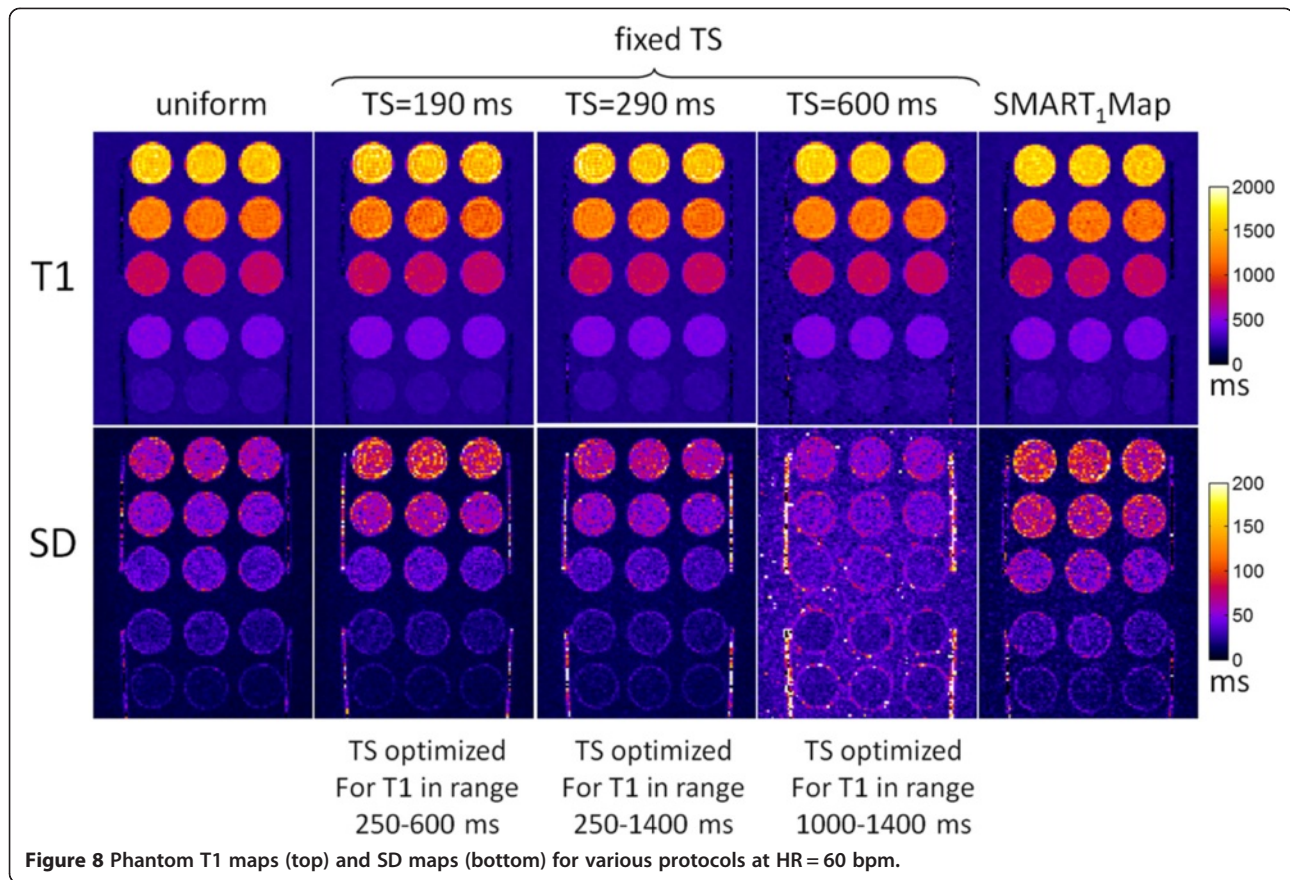 fixed TS
uniform TS=190 ms TS=290 ms TS=600 ms SMART₁Map
T1
2000
1500
1000
500
0
ms
SD
200
150
100
50
0
ms
TS optimized
For T1 in range
250-600 ms
TS optimized
For T1 in range
250-1400 ms
TS optimized
For T1 in range
1000-1400 ms
Figure 8 Phantom T1 maps (top) and SD maps (bottom) for various protocols at HR = 60 bpm.